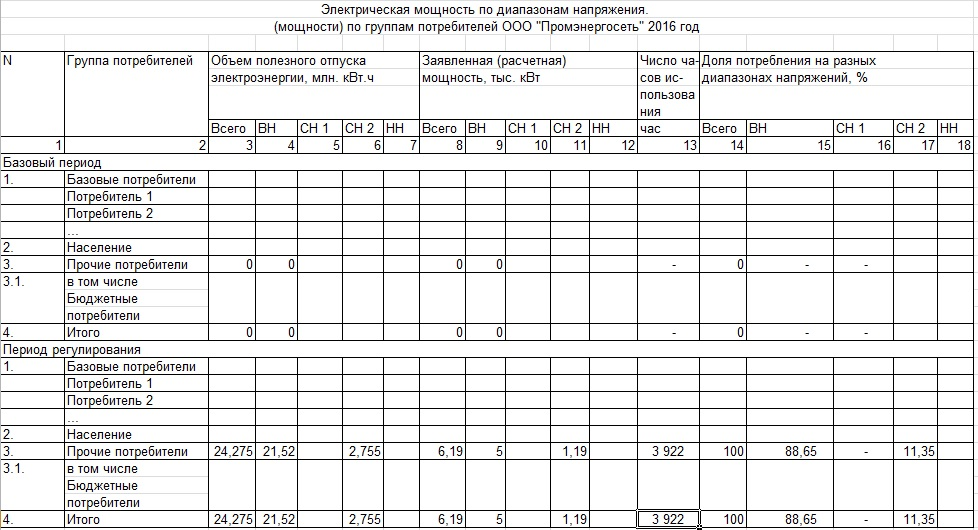 Электрическая мощность по диапазонам напряжения.
(мощности) по группам потребителей ООО "Промэнергосеть" 2016 год
N Группа потребителей Объем полезного отпуска Заявленная (расчетная) Число ча- Доля потребления на разных
электроэнергии, млн. кВт.ч мощность, тыс. кВт сов ис- диапазонах напряжений, %
пользова
ния
Всего ВН СН 1 СН 2 НН Всего ВН СН 1 СН 2 НН час Всего ВН СН 1 СН 2 НН
1 2 3 4 5 6 7 8 9 10 11 12 13 14 15 16 17 18
Базовый период
1. Базовые потребители
Потребитель 1
Потребитель 2
...
2. Население
3. Прочие потребители 0 0 0 0 - 0 - -
3.1. в том числе
Бюджетные
потребители
4. Итого 0 0 0 0 - 0 - -
Период регулирования
1. Базовые потребители
Потребитель 1
Потребитель 2
...
2. Население
3. Прочие потребители 24,275 21,52 2,755 6,19 5 1,19 3 922 100 88,65 - 11,35
3.1. в том числе
Бюджетные
потребители
4. Итого 24,275 21,52 2,755 6,19 5 1,19 3 922 100 88,65 - 11,35